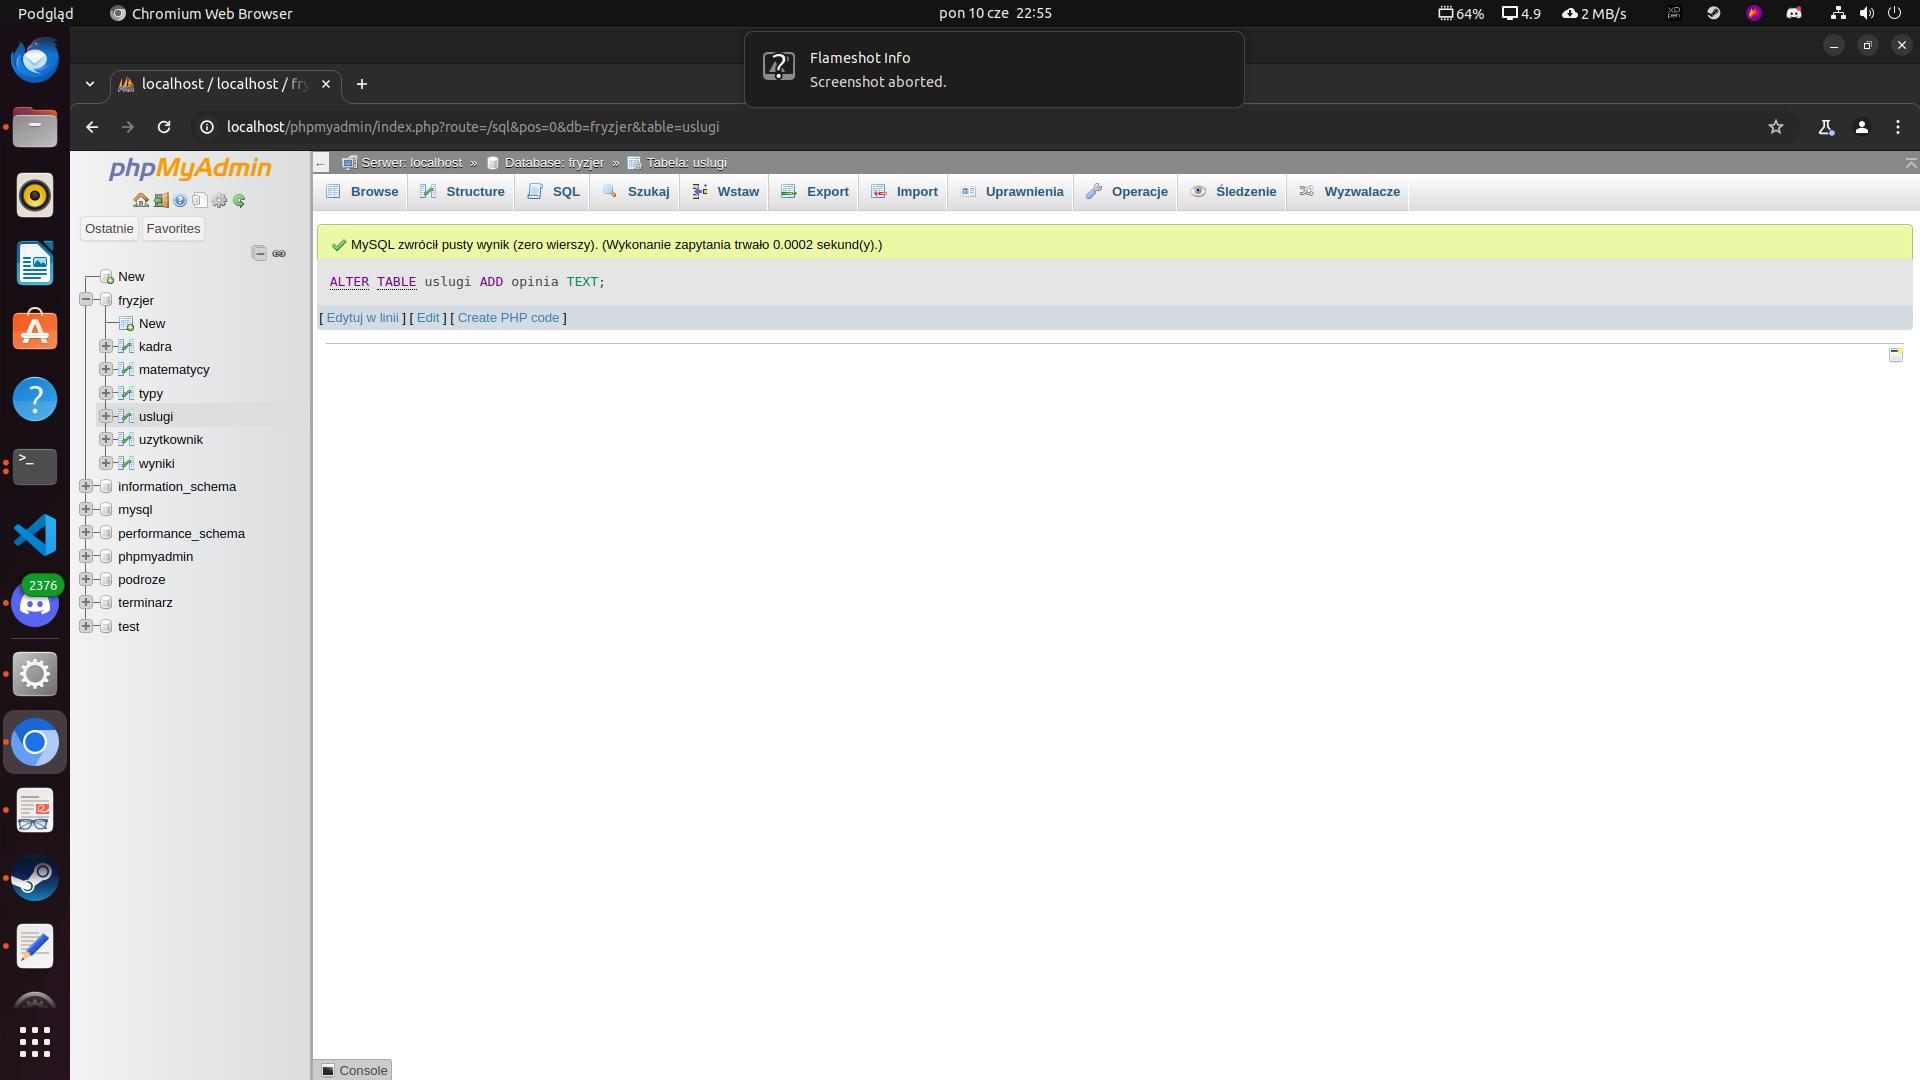 Podgląd
Chromium Web Browser
pon 10 cze 22:55
64%
4.9
2 MB/s
XP
pen
Flameshot Info
Screenshot aborted.
localhost / localhost / fry
localhost/phpmyadmin/index.php?route=/sql&pos=0&db=fryzjer&table=uslugi
phpMyAdmin
Ostatnie
Favorites
New
fryzjer
New
kadra
matematycy
typy
uslugi
uzytkownik
wyniki
information_schema
mysql
performance_schema
phpmyadmin
podroze
terminarz
test
2376
Serwer: localhost » Database: fryzjer » Tabela: uslugi
Browse
Structure
SQL
Szukaj
Wstaw
Export
Import
Uprawnienia
Operacje
Śledzenie
Wyzwalacze
MySQL zwrócił pusty wynik (zero wierszy). (Wykonanie zapytania trwało 0.0002 sekund(y).)
ALTER TABLE uslugi ADD opinia TEXT;
[ Edytuj w linii ] [ Edit ] [ Create PHP code ]
Console